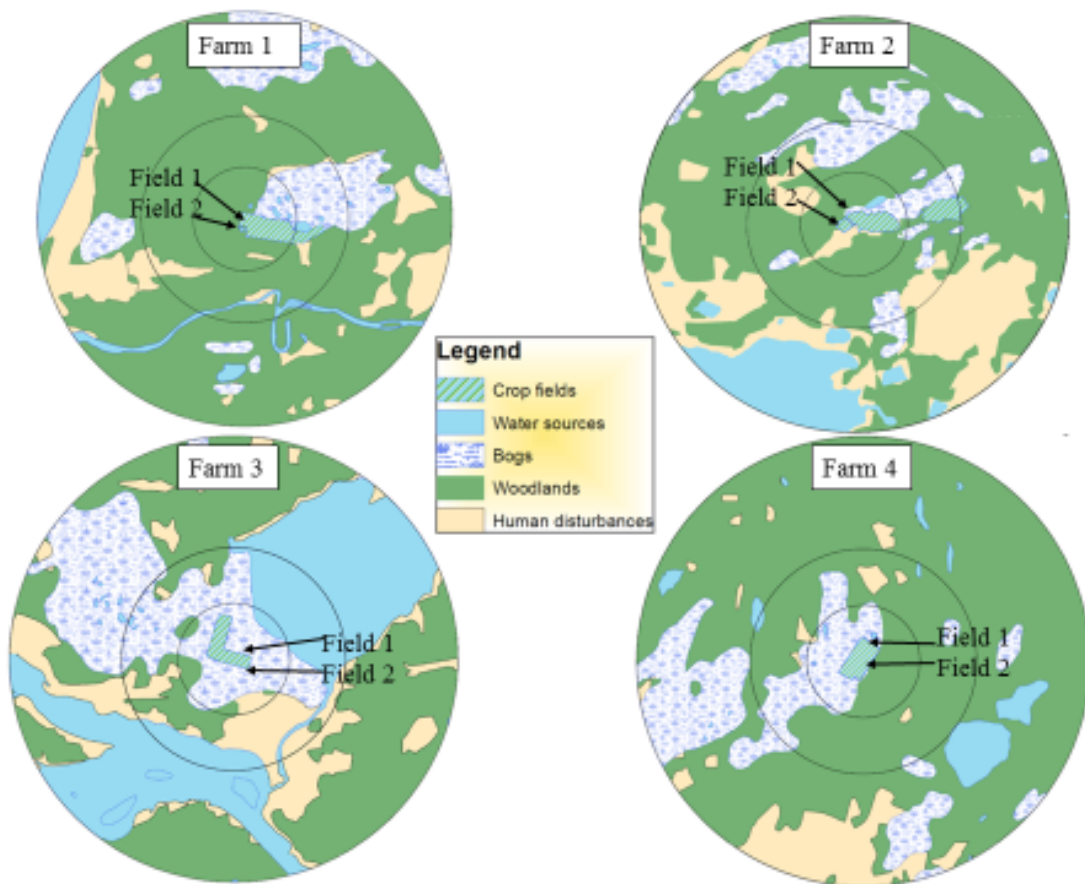 Farm 1
Farm 2
Field 1
Field 2
Field 1
Field 2
Legend
Crop fields
Water sources
Bogs
Woodlands
Human disturbances
Farm 3
Farm 4
Field 1
Field 2
Field 1
Field 2